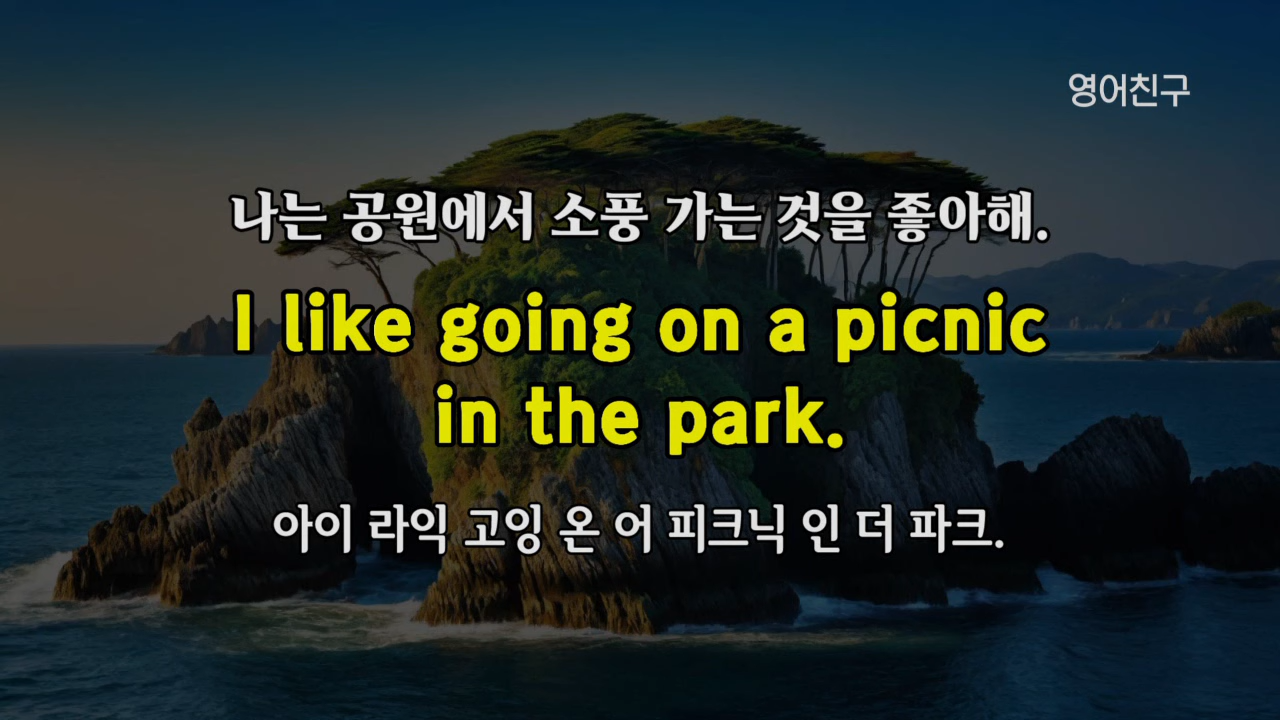 영어친구
나는 공원에서 소풍 가는 것을 좋아해.
I like going on a picnic
in the park.
아이 라익 고잉 온 어 피크닉 인 더 파크.